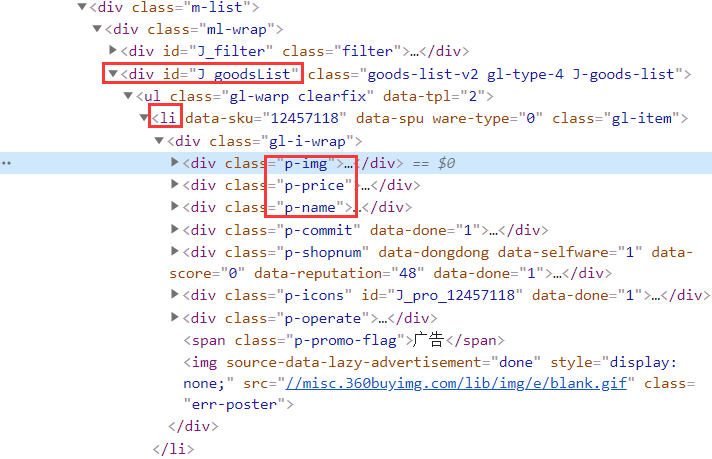 ▼<div class="m-list">
▼<div class="ml-wrap">
▶<div id="J_filter" class="filter">…</div>
▼<div id="J_goodsList" class="goods-list-v2 gl-type-4 J-goods-list">
▼<ul class="gl-warp clearfix" data-tpl="2">
▼<li data-sku="12457118" data-spu ware-type="0" class="gl-item">
▼<div class="gl-i-wrap">
▶<div class="p-img">…</div> == $0
▶<div class="p-price">…</div>
▶<div class="p-name">…</div>
▶<div class="p-commit" data-done="1">…</div>
▶<div class="p-shopnum" data-dongdong data-selfware="1" data-
score="0" data-reputation="48" data-done="1">…</div>
▶<div class="p-icons" id="J_pro_12457118" data-done="1">…</div>
▶<div class="p-operate">…</div>
<span class="p-promo-flag">广告</span>
<img source-data-lazy-advertisement="done" style="display:
none;" src="//misc.360buyimg.com/lib/img/e/blank.gif" class=
"err-poster">
</div>
</li>